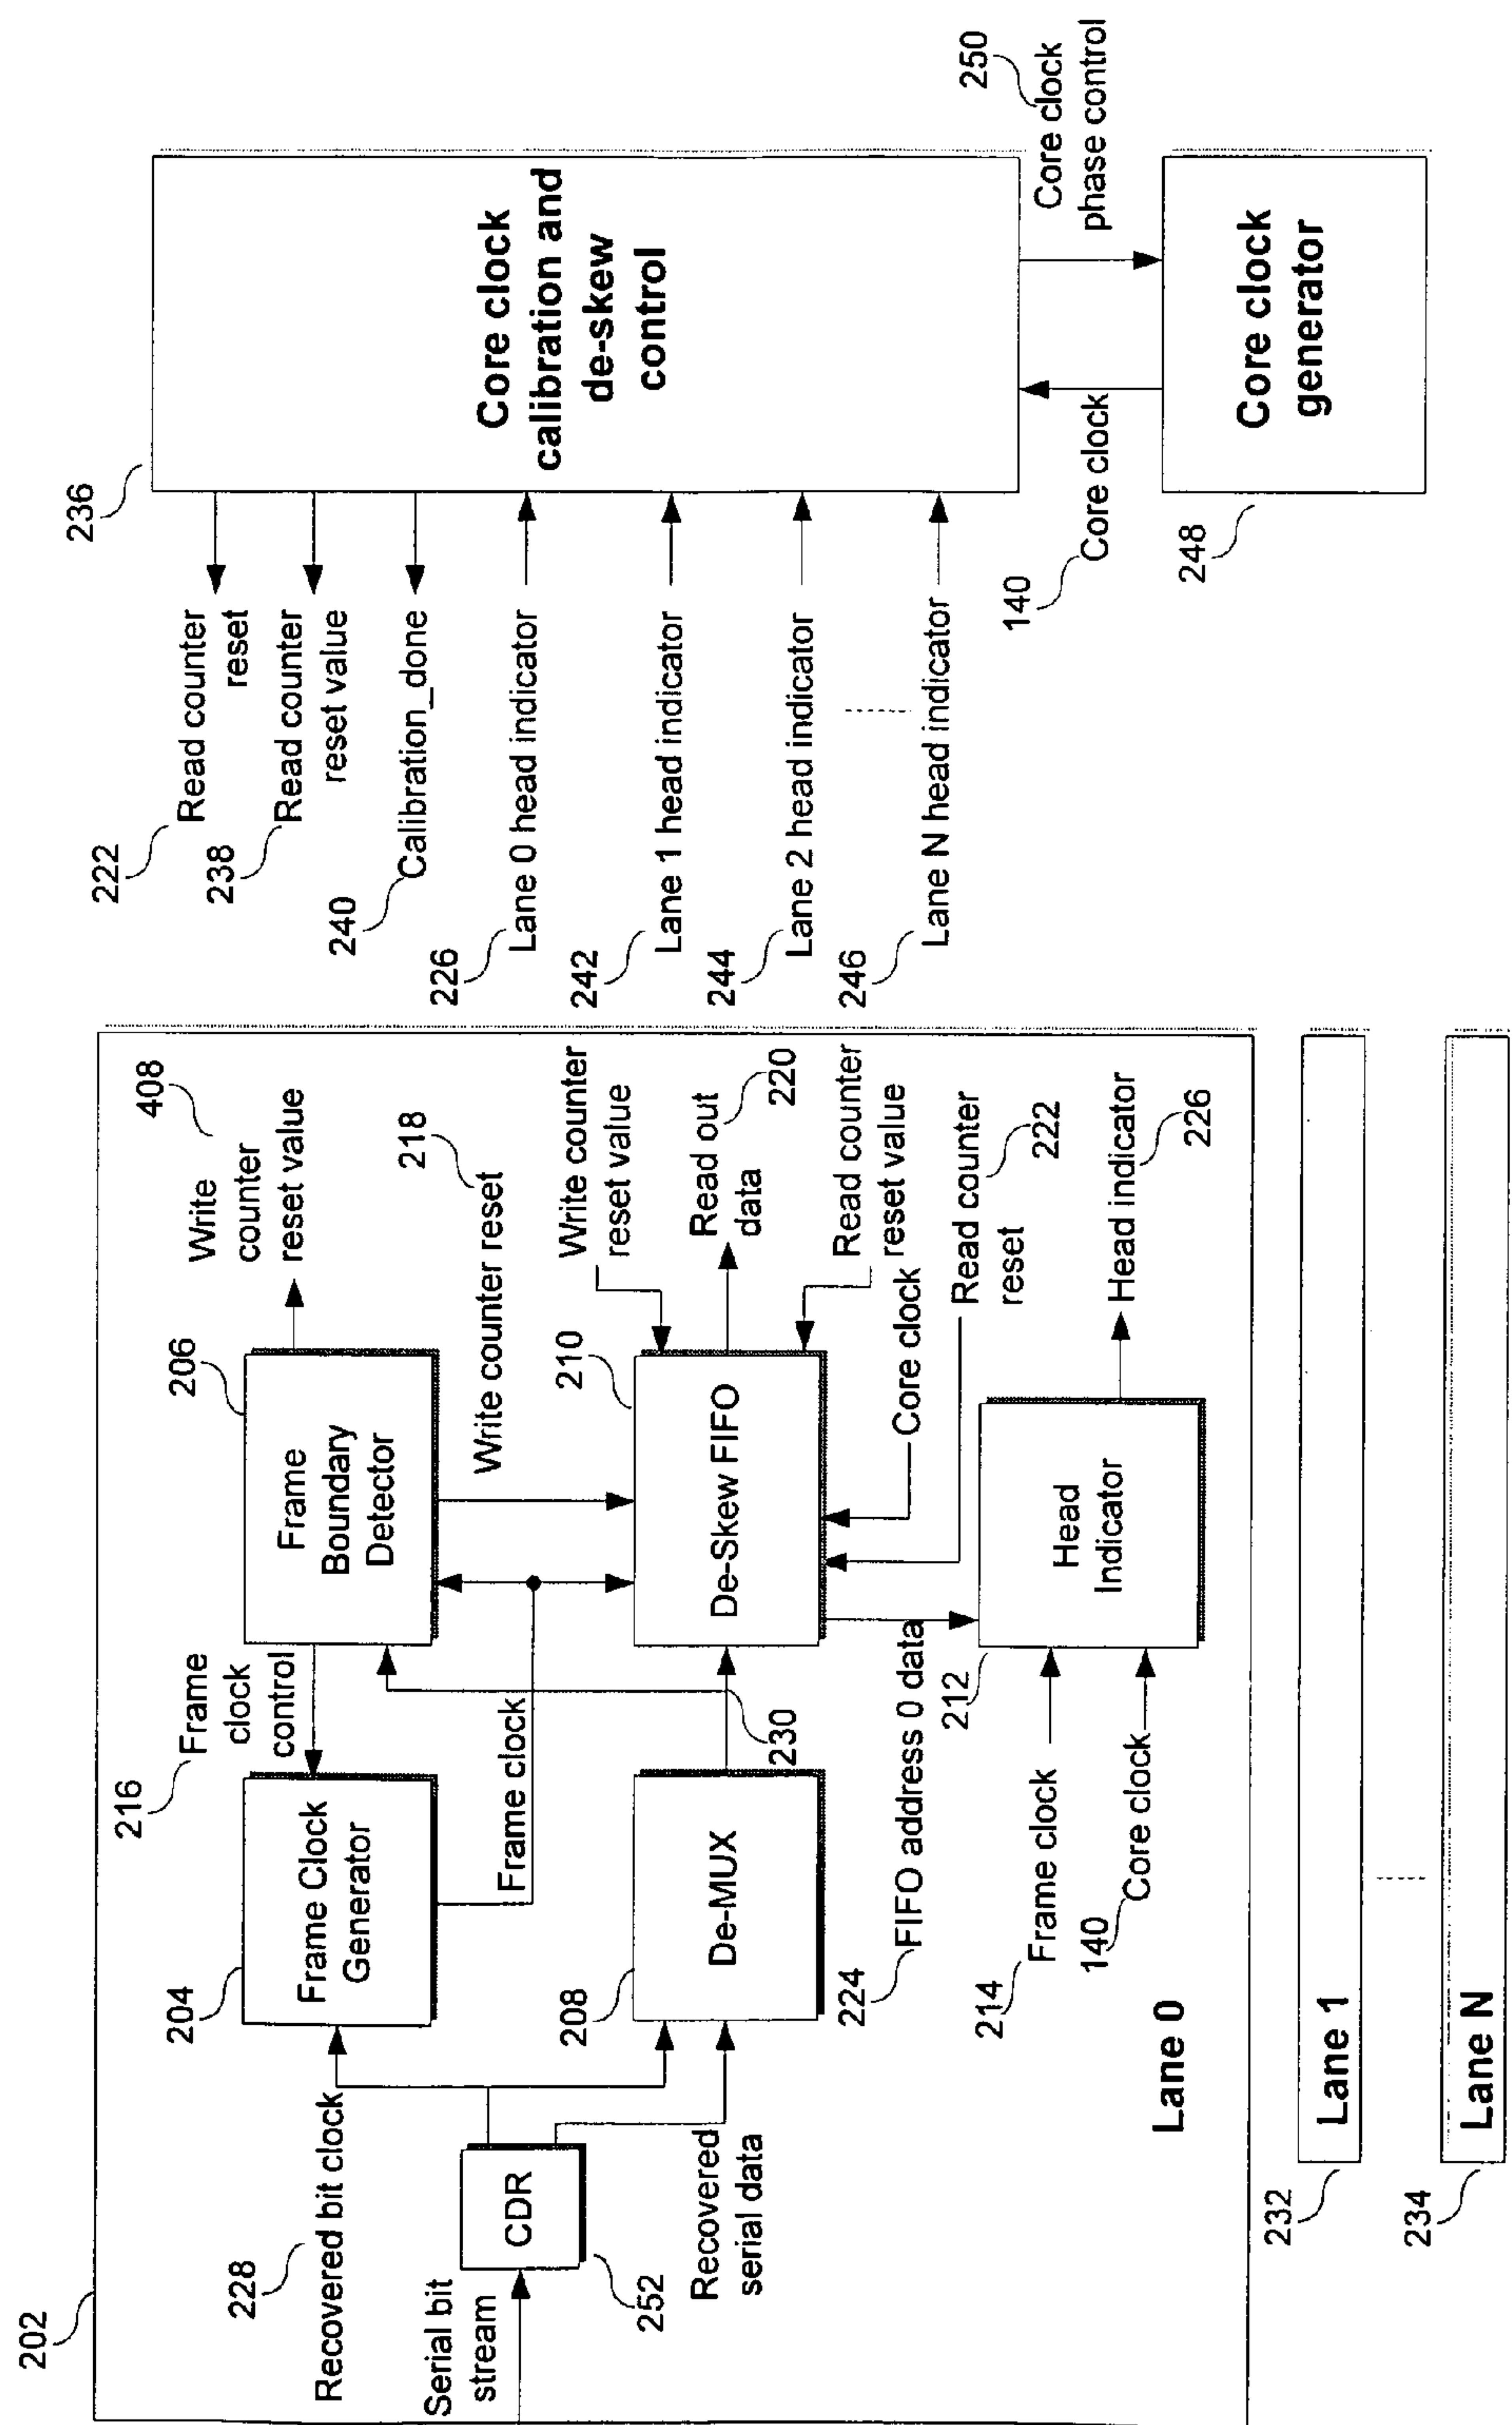 202
228
Recovered bit clock
Serial bit
stream
CDR
252
Recovered
serial data
204
Frame Clock
Generator
216
Frame
clock
control
Frame clock
208
De-MUX
230
206
Frame
Boundary
Detector
408
Write
counter
reset value
218
Write counter reset
210
De-Skew FIFO
Write counter
reset value
Read out
data
220
Read counter
reset value
Core clock
Read counter
reset
222
224
FIFO address 0 data
212
Head
Indicator
214
Frame clock
140
Core clock
Head indicator
226
Lane 0
232
Lane 1
234
Lane N
236
Core clock
calibration and
de-skew
control
222
Read counter
reset
238
Read counter
reset value
240
Calibration_done
226
Lane 0 head indicator
242
Lane 1 head indicator
244
Lane 2 head indicator
246
Lane N head indicator
140
Core clock
250
Core clock
phase control
248
Core clock
generator